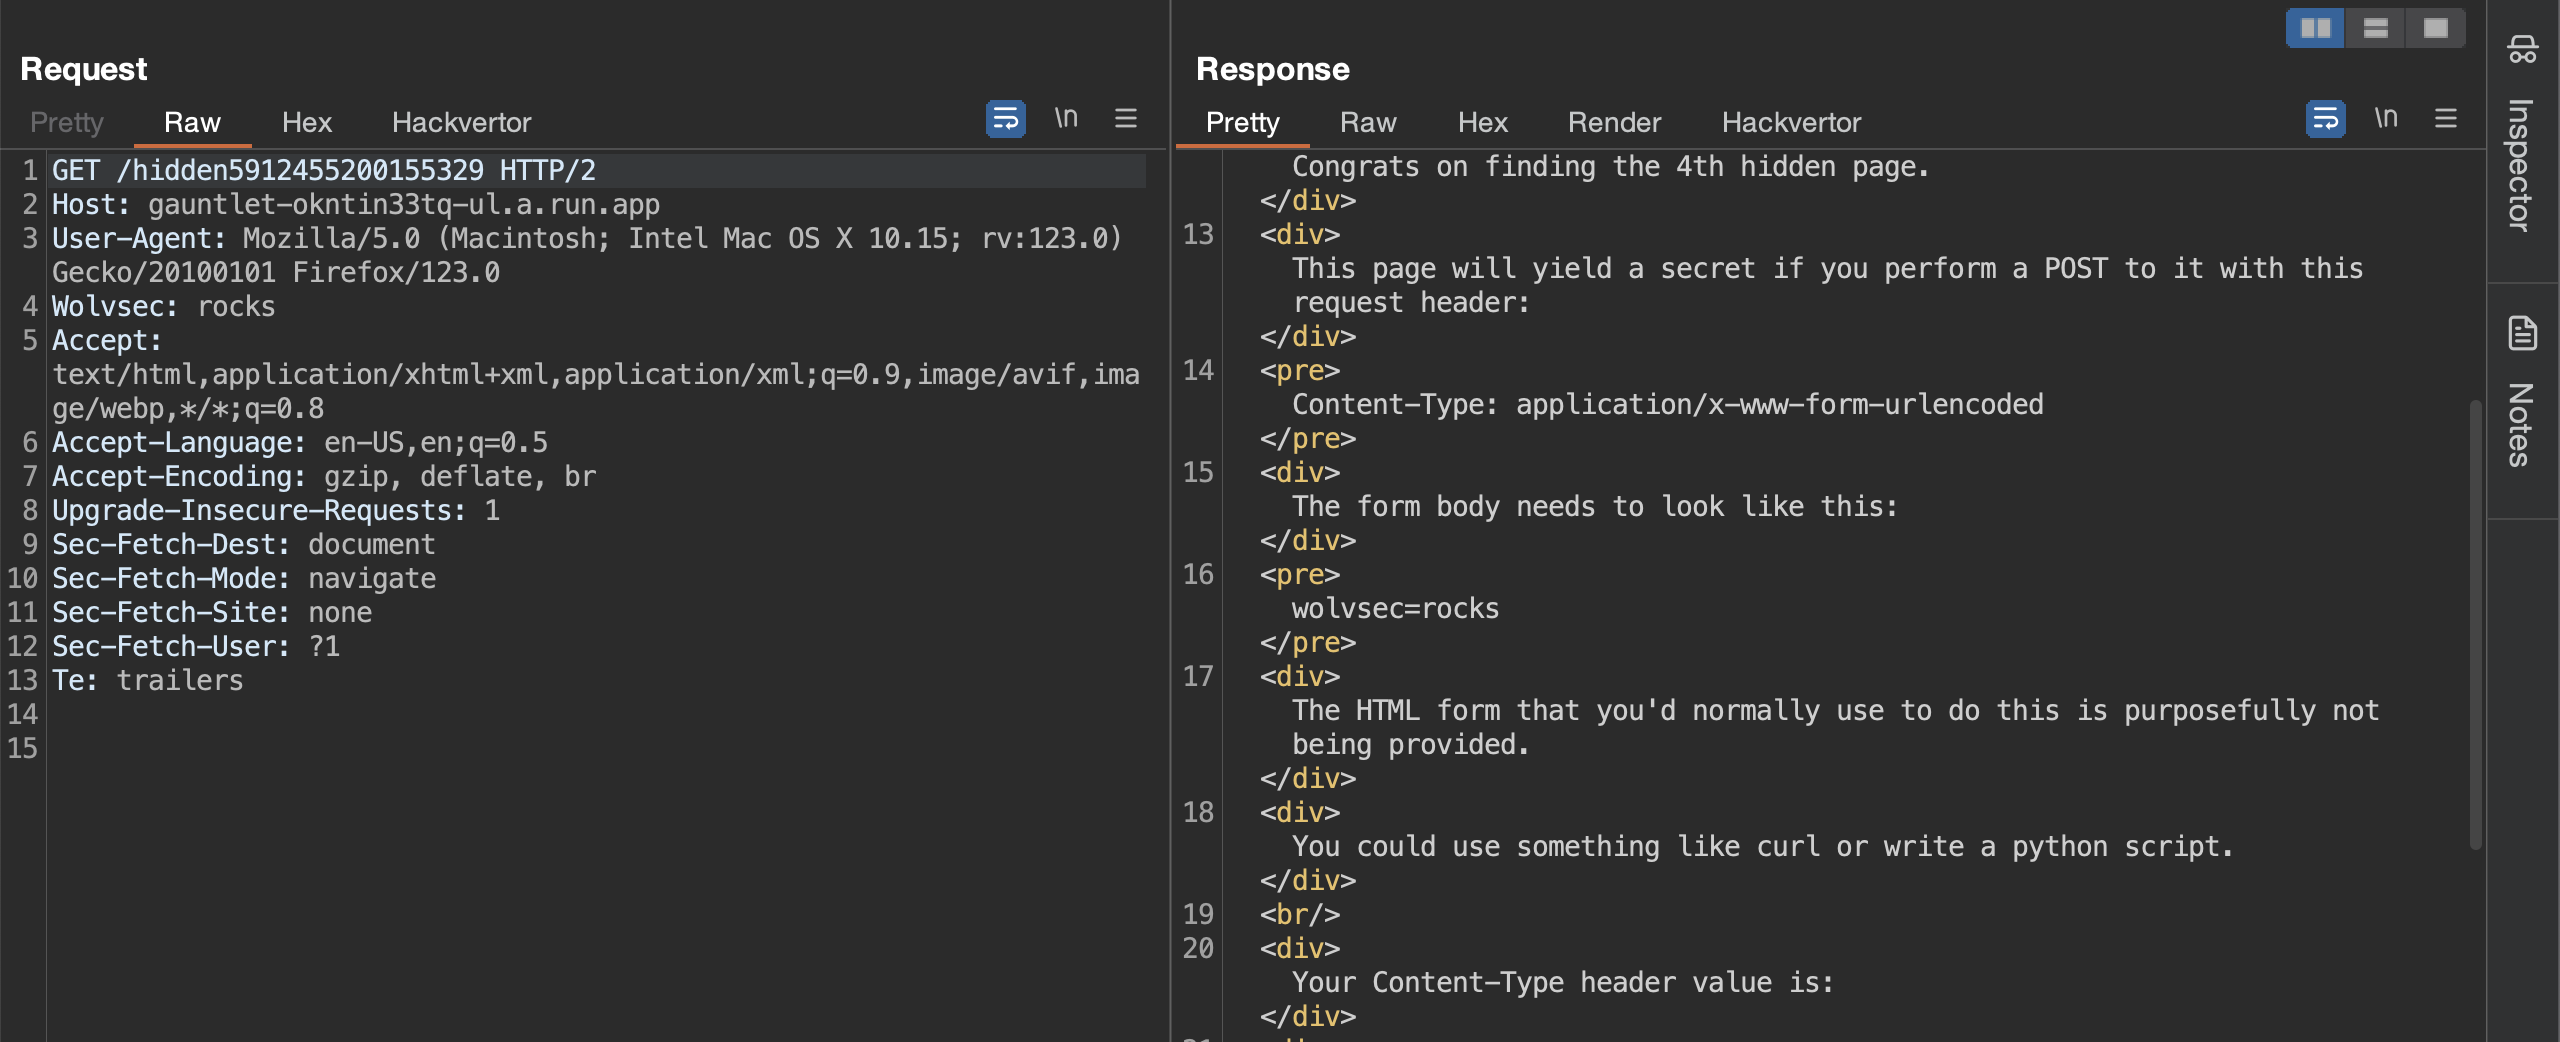 Request
Pretty Raw Hex Hackvertor \n
1 GET /hidden5912455200155329 HTTP/2
2 Host: gauntlet-okntin33tq-ul.a.run.app
3 User-Agent: Mozilla/5.0 (Macintosh; Intel Mac OS X 10.15; rv:123.0)
Gecko/20100101 Firefox/123.0
4 Wolvsec: rocks
5 Accept:
text/html,application/xhtml+xml,application/xml;q=0.9,image/avif,ima
ge/webp,*/*;q=0.8
6 Accept-Language: en-US,en;q=0.5
7 Accept-Encoding: gzip, deflate, br
8 Upgrade-Insecure-Requests: 1
9 Sec-Fetch-Dest: document
10 Sec-Fetch-Mode: navigate
11 Sec-Fetch-Site: none
12 Sec-Fetch-User: ?1
13 Te: trailers
14
15
Response
Pretty Raw Hex Render Hackvertor \n
Congrats on finding the 4th hidden page.
</div>
13 <div>
This page will yield a secret if you perform a POST to it with this
request header:
</div>
14 <pre>
Content-Type: application/x-www-form-urlencoded
</pre>
15 <div>
The form body needs to look like this:
</div>
16 <pre>
wolvsec=rocks
</pre>
17 <div>
The HTML form that you'd normally use to do this is purposefully not
being provided.
</div>
18 <div>
You could use something like curl or write a python script.
</div>
19 <br/>
20 <div>
Your Content-Type header value is:
</div>
Inspector
Notes